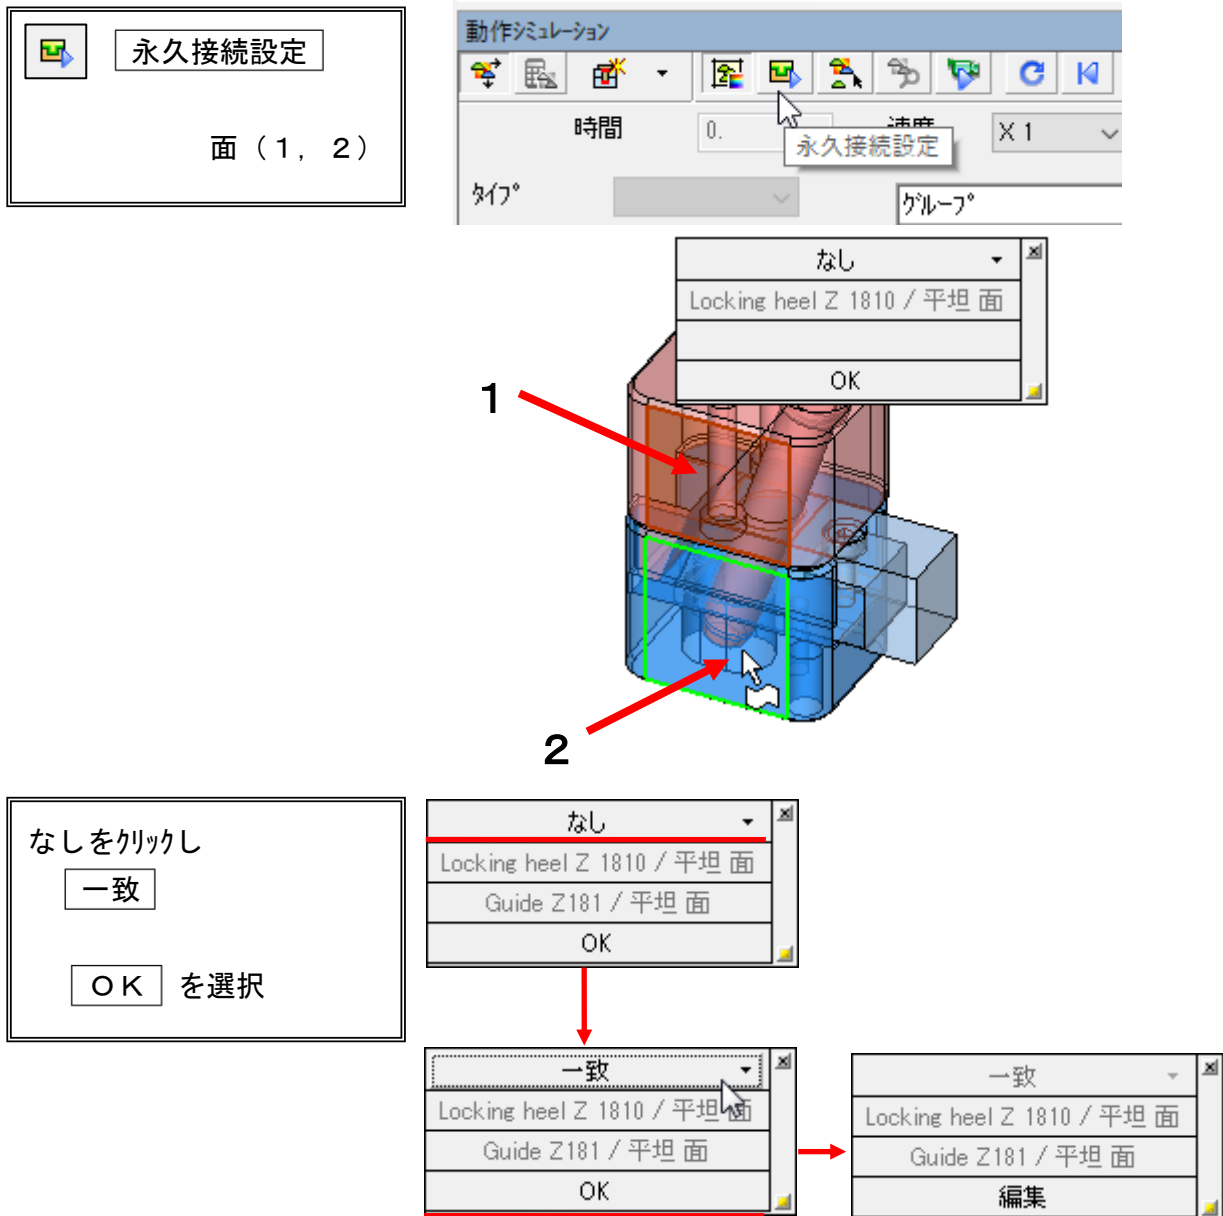 永久接続設定
面（１，２）
動作ｼﾐｭﾚｰｼｮﾝ
時間
0.
X 1
永久接続設定
ﾀｲﾌﾟ
ｸﾞﾙｰﾌﾟ
なし
Locking heel Z 1810 / 平坦 面
OK
1
2
なしをｸﾘｯｸし
一致
ＯＫ を選択
なし
Locking heel Z 1810 / 平坦 面
Guide Z181 / 平坦 面
OK
一致
Locking heel Z 1810 / 平坦 面
Guide Z181 / 平坦 面
OK
一致
Locking heel Z 1810 / 平坦 面
Guide Z181 / 平坦 面
編集